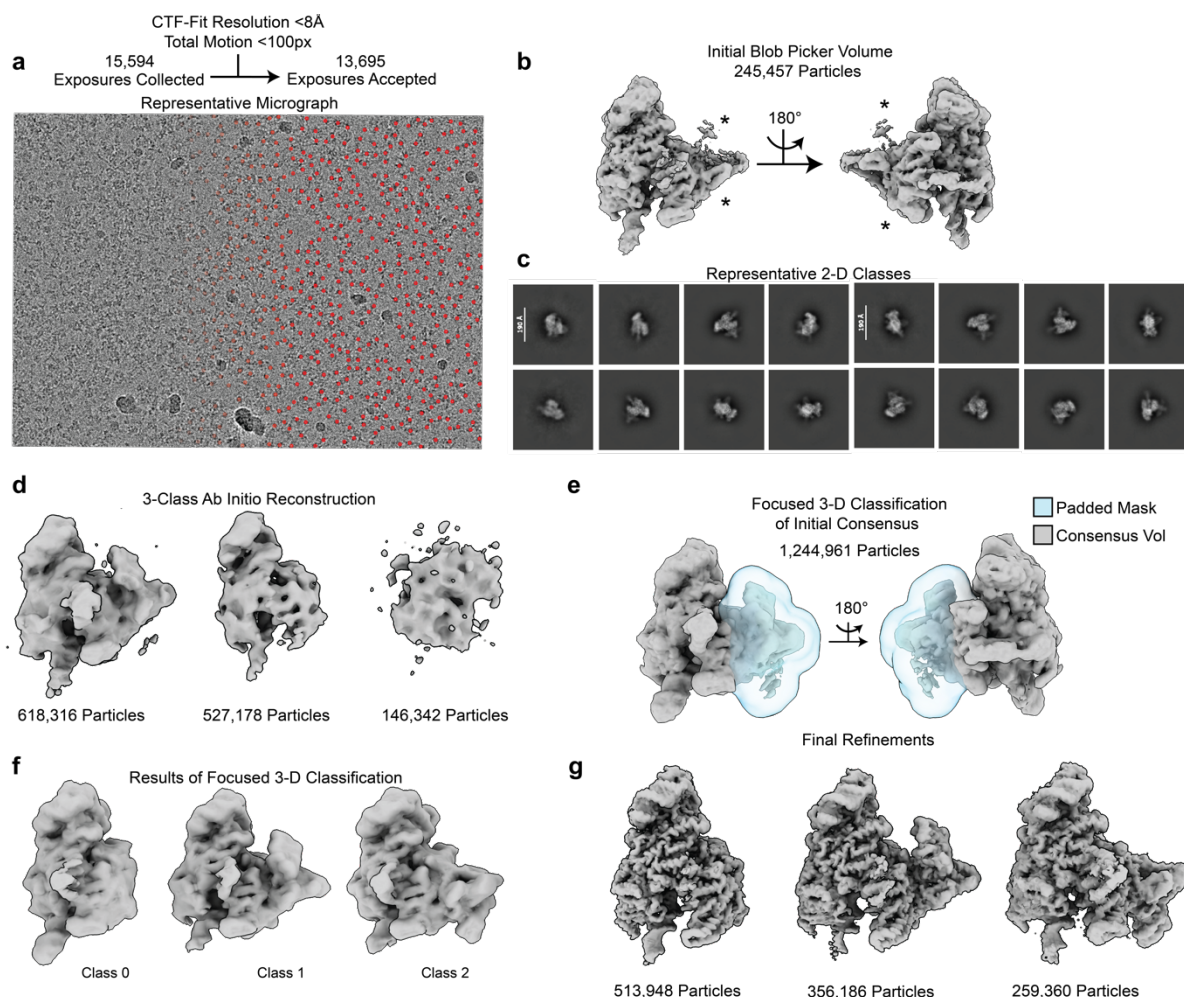 CTF-Fit Resolution <8Å
Total Motion <100px
a
15,594
Exposures Collected
13,695
Exposures Accepted
Representative Micrograph
b
Initial Blob Picker Volume
245,457 Particles
*
180°
*
*
*
c
Representative 2-D Classes
190 Å
190 Å
d
3-Class Ab Initio Reconstruction
618,316 Particles
527,178 Particles
146,342 Particles
e
Focused 3-D Classification
of Initial Consensus
1,244,961 Particles
Padded Mask
Consensus Vol
180°
f
Results of Focused 3-D Classification
Class 0
Class 1
Class 2
Final Refinements
g
513,948 Particles
356,186 Particles
259,360 Particles